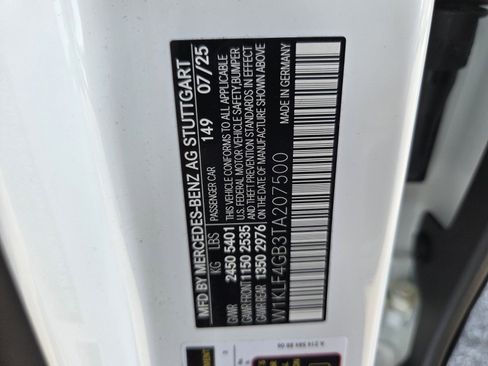 MFD BY MERCEDES-BENZ AG STUTTGART
PASSENGER CAR 149 07/25
KG LBS
GVWR 2450 5401
GAWR FRONT 1150 2535
GAWR REAR 1350 2976
THIS VEHICLE CONFORMS TO ALL APPLICABLE
U.S. FEDERAL MOTOR VEHICLE SAFETY, BUMPER
AND THEFT PREVENTION STANDARDS IN EFFECT
ON THE DATE OF MANUFACTURE SHOWN ABOVE
MADE IN GERMANY
W1KLF4GB3TA207500